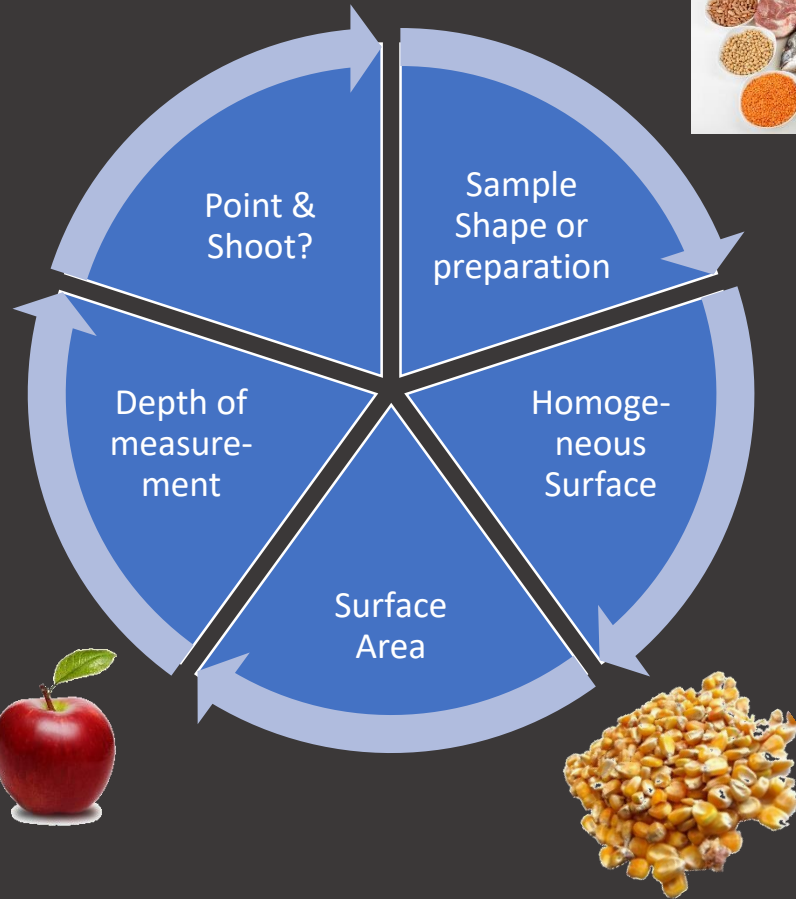 Point &
Shoot?
Sample
Shape or
preparation
Depth of
measure-
ment
Homoge-
neous
Surface
Surface
Area